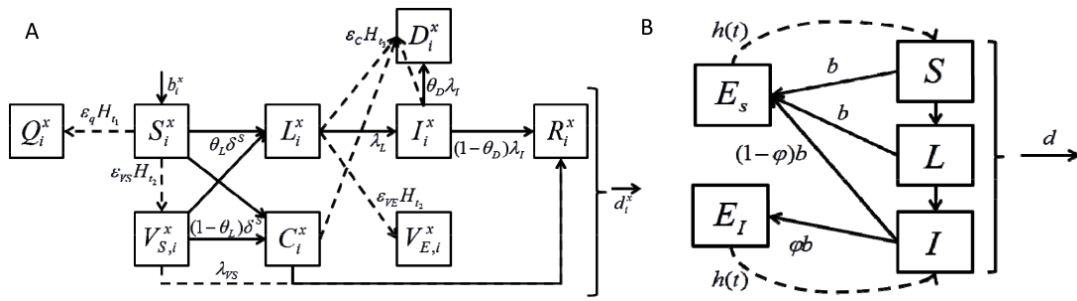 A
b_i^x
Q_i^x
ε_q H_{t_1}
S_i^x
θ_L δ^S
L_i^x
ε_C H_{t_3}
D_i^x
θ_D λ_I
λ_L
I_i^x
(1-θ_D)λ_I
R_i^x
ε_{VS} H_{t_2}
V_{S,i}^x
(1-θ_L)δ^S
C_i^x
ε_{VE} H_{t_2}
V_{E,i}^x
λ_{VS}
d_i^x
B
h(t)
E_s
b
S
b
L
(1-φ)b
E_I
φb
I
h(t)
d